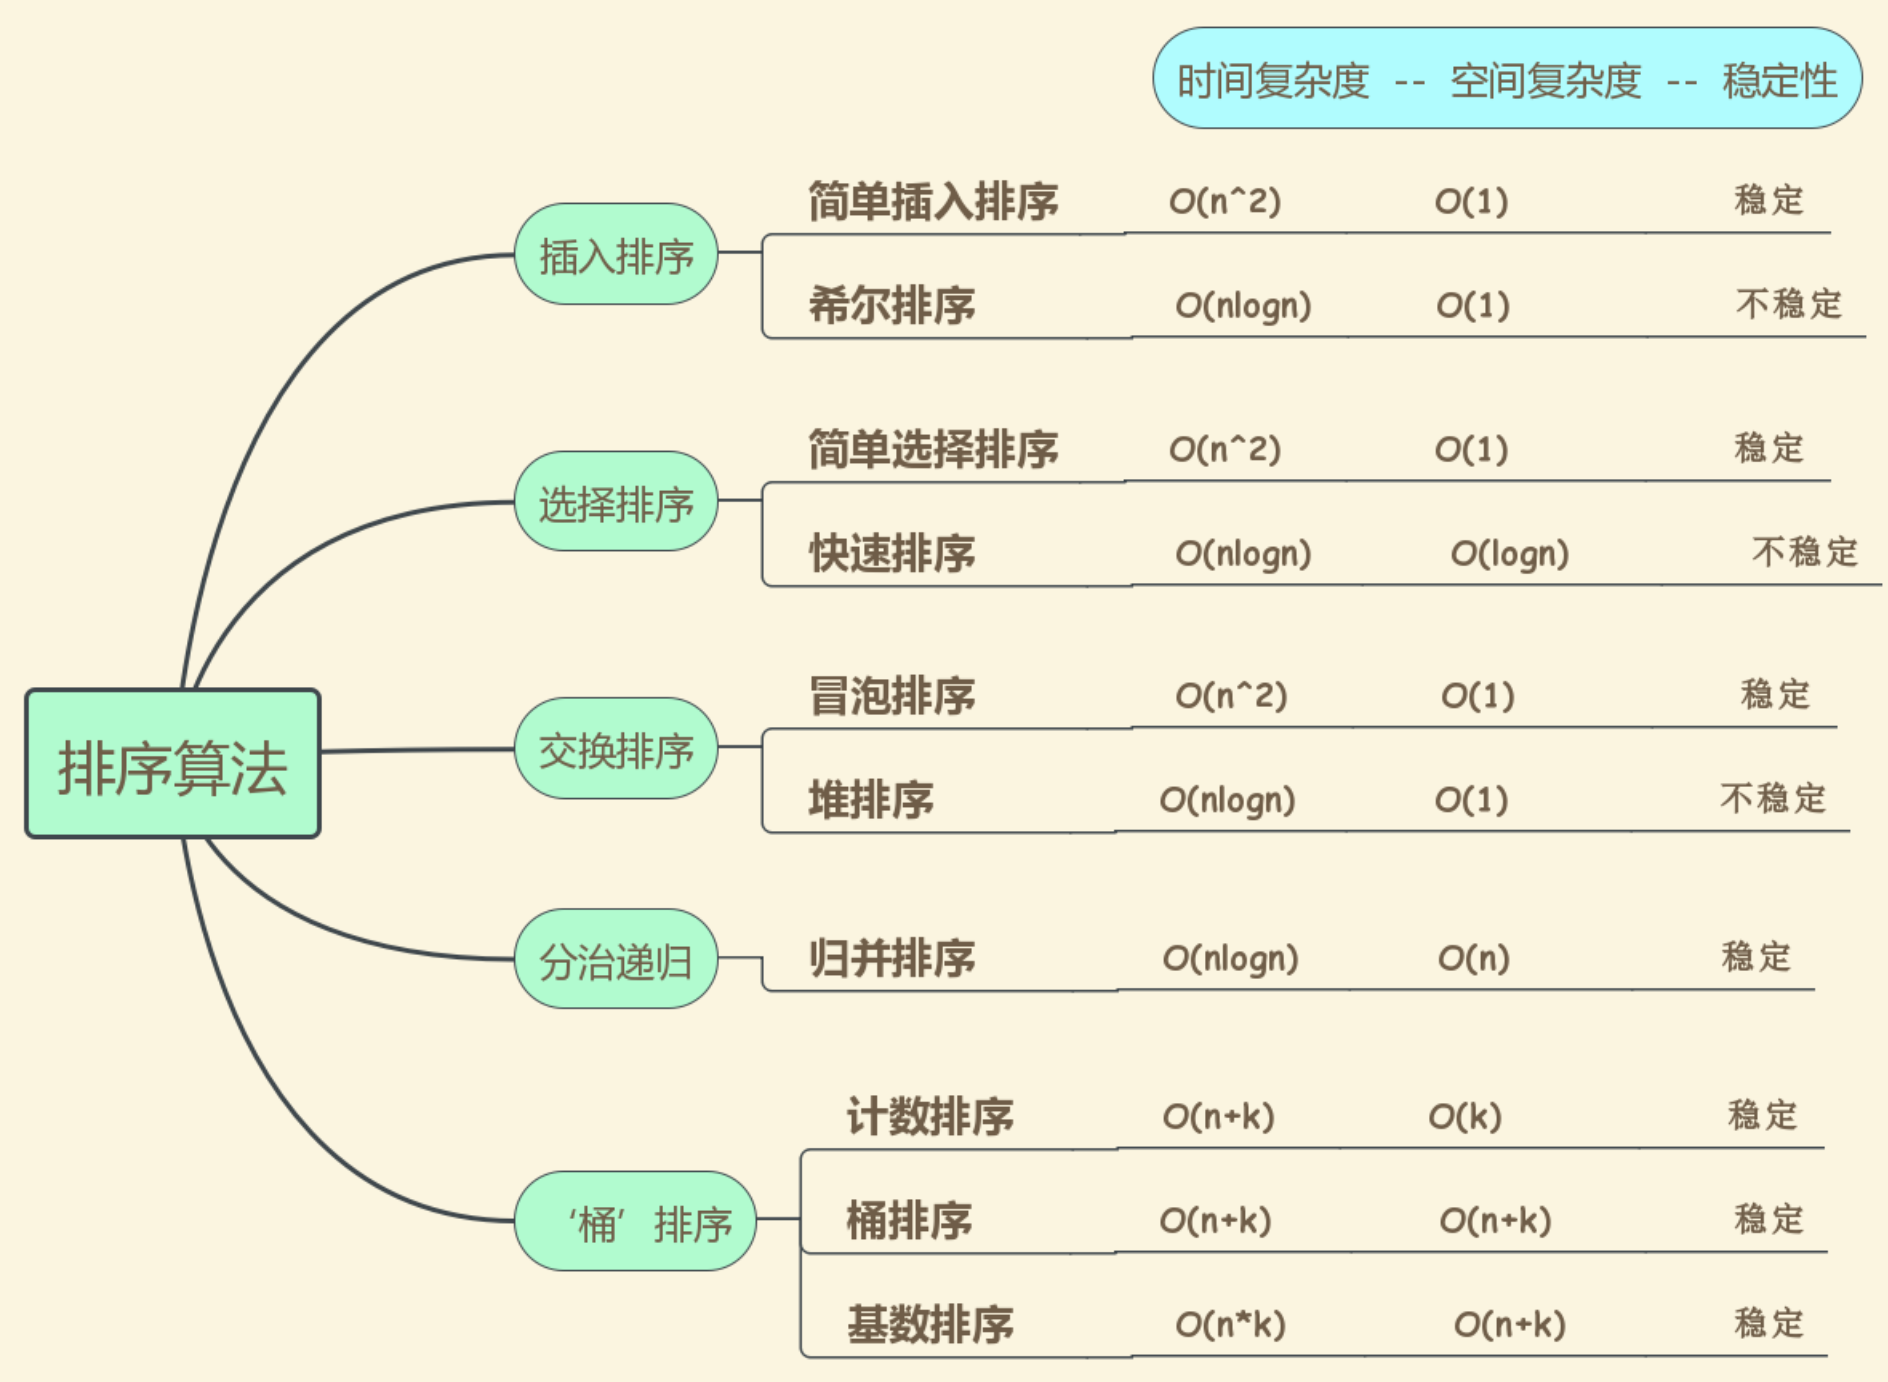 时间复杂度 -- 空间复杂度 -- 稳定性
简单插入排序 O(n^2) O(1) 稳定
插入排序
希尔排序 O(nlogn) O(1) 不稳定
简单选择排序 O(n^2) O(1) 稳定
选择排序
快速排序 O(nlogn) O(logn) 不稳定
冒泡排序 O(n^2) O(1) 稳定
交换排序
排序算法
堆排序 O(nlogn) O(1) 不稳定
分治递归
归并排序 O(nlogn) O(n) 稳定
计数排序 O(n+k) O(k) 稳定
‘桶’排序
桶排序 O(n+k) O(n+k) 稳定
基数排序 O(n*k) O(n+k) 稳定